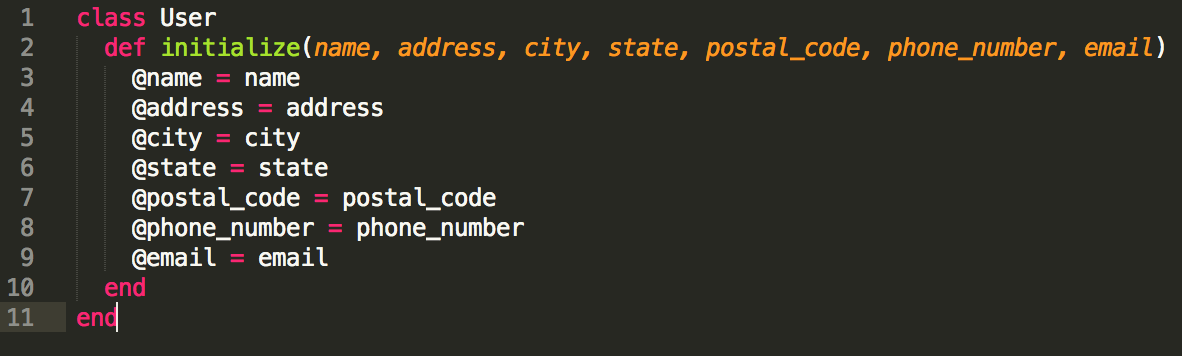 1 class User
2 def initialize(name, address, city, state, postal_code, phone_number, email)
3 @name = name
4 @address = address
5 @city = city
6 @state = state
7 @postal_code = postal_code
8 @phone_number = phone_number
9 @email = email
10 end
11 end